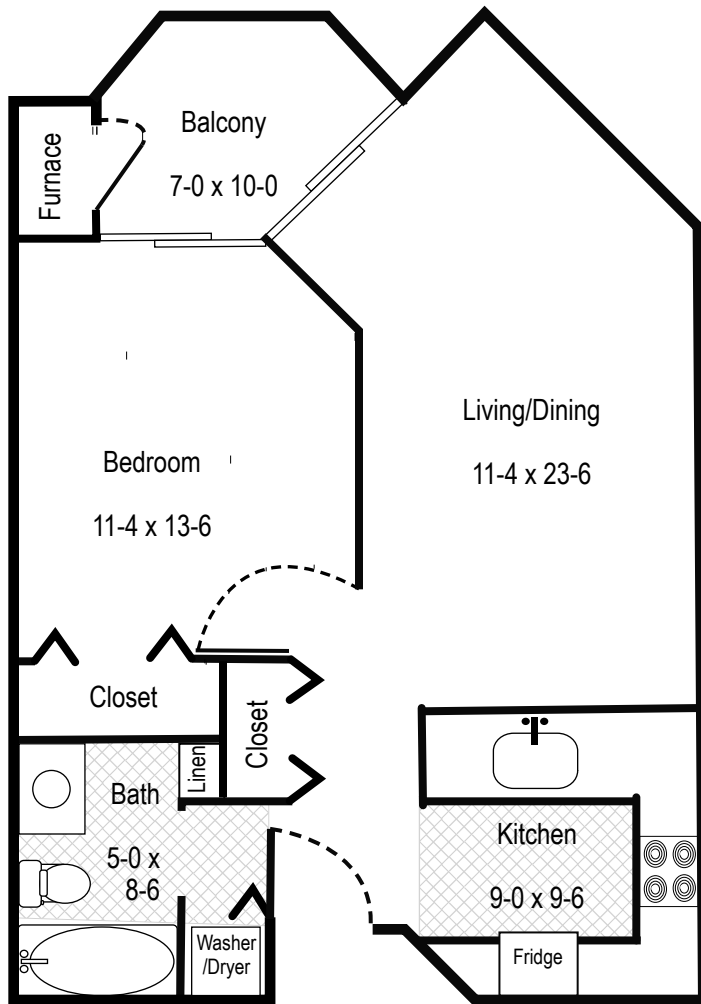 Balcony
7-0 x 10-0
Furnace
Living/Dining
11-4 x 23-6
Bedroom
11-4 x 13-6
Closet
Closet
Linen
Bath
5-0 x
8-6
Kitchen
9-0 x 9-6
Washer
/Dryer
Fridge